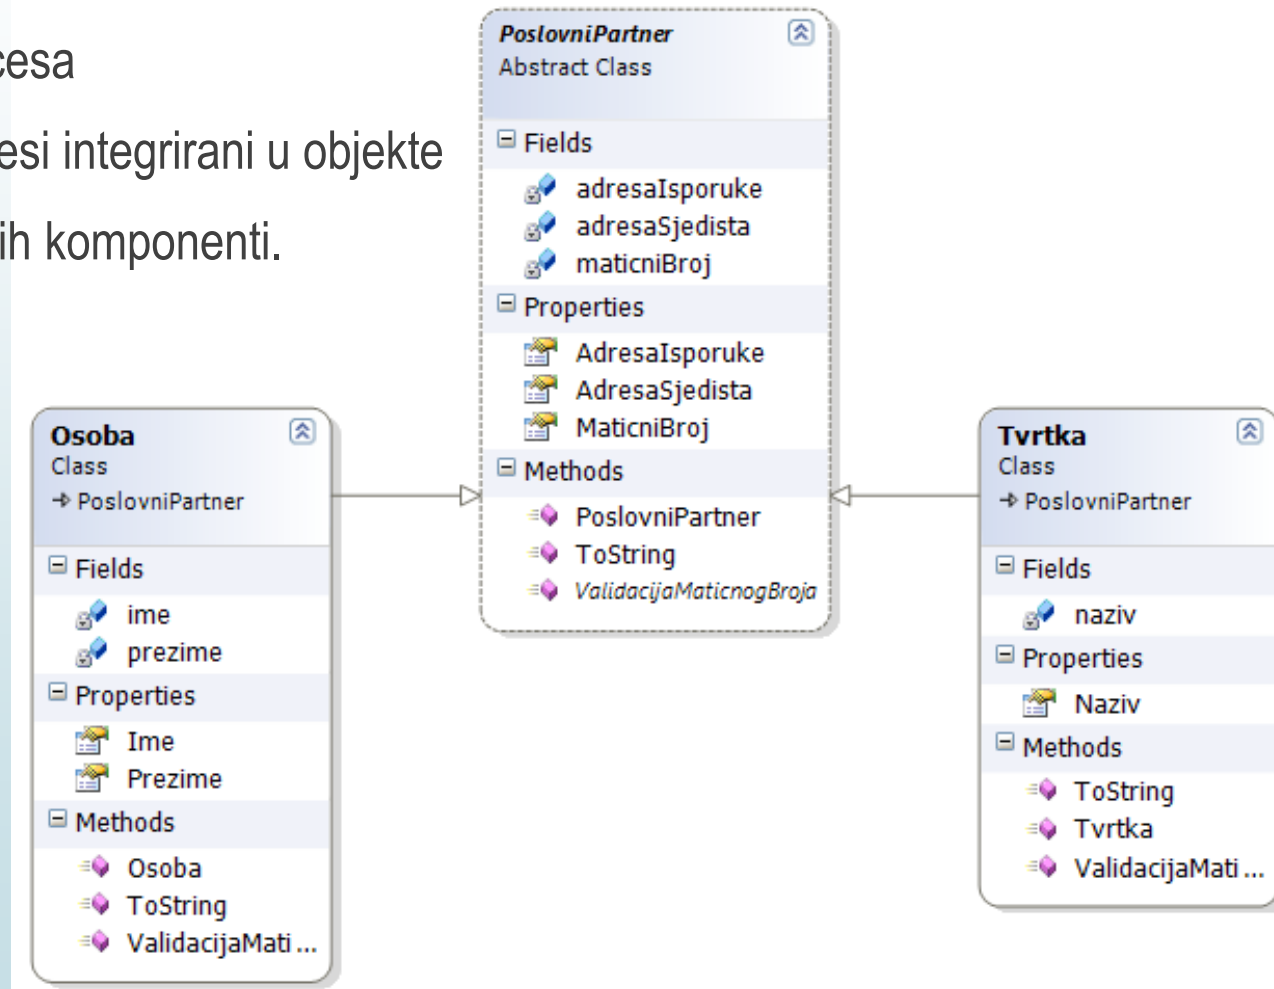 cesa
esi integrirani u objekte
ih komponenti.
PoslovniPartner
Abstract Class
Fields
adresaIsporuke
adresaSjedista
maticniBroj
Properties
AdresaIsporuke
AdresaSjedista
MaticniBroj
Methods
PoslovniPartner
ToString
ValidacijaMaticnogBroja
Osoba
Class
PoslovniPartner
Fields
ime
prezime
Properties
Ime
Prezime
Methods
Osoba
ToString
ValidacijaMati...
Tvrtka
Class
PoslovniPartner
Fields
naziv
Properties
Naziv
Methods
ToString
Tvrtka
ValidacijaMati...